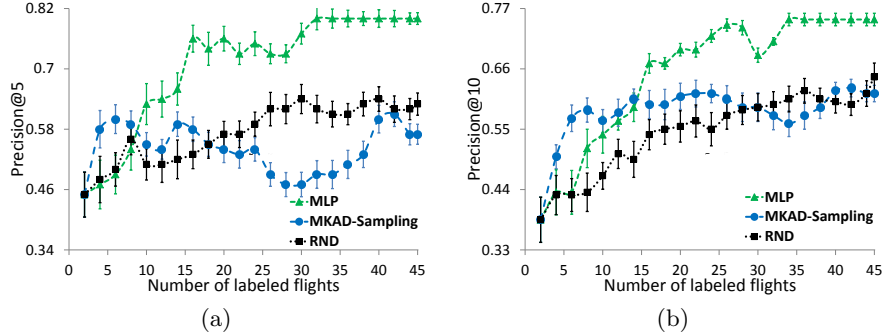 0.82
0.7
0.58
0.46
0.34
Precision@5
MLP
MKAD-Sampling
RND
0 5 10 15 20 25 30 35 40 45
Number of labeled flights
(a)
0.77
0.66
0.55
0.44
0.33
Precision@10
MLP
MKAD-Sampling
RND
0 5 10 15 20 25 30 35 40 45
Number of labeled flights
(b)